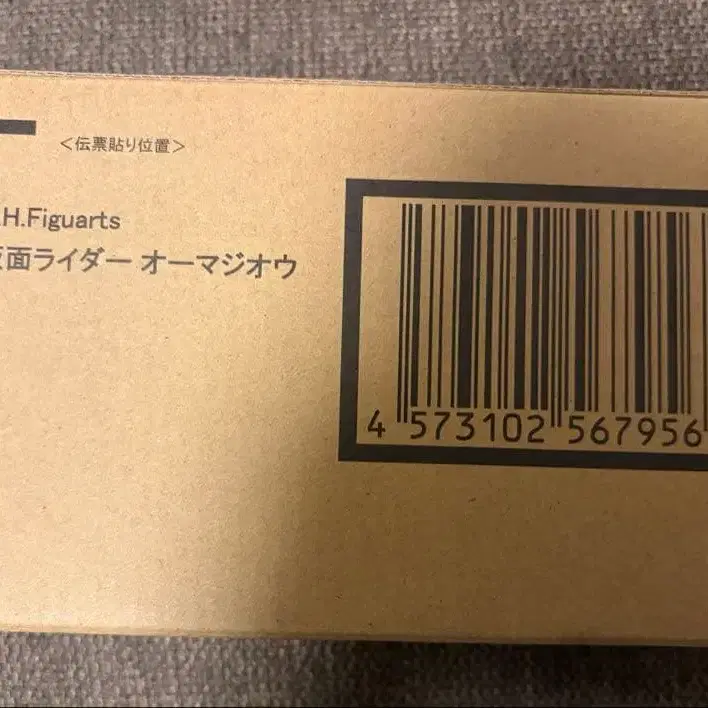 <伝票貼り位置>
.H.Figuarts
面ライダー オーマジオウ
4 573102 567956